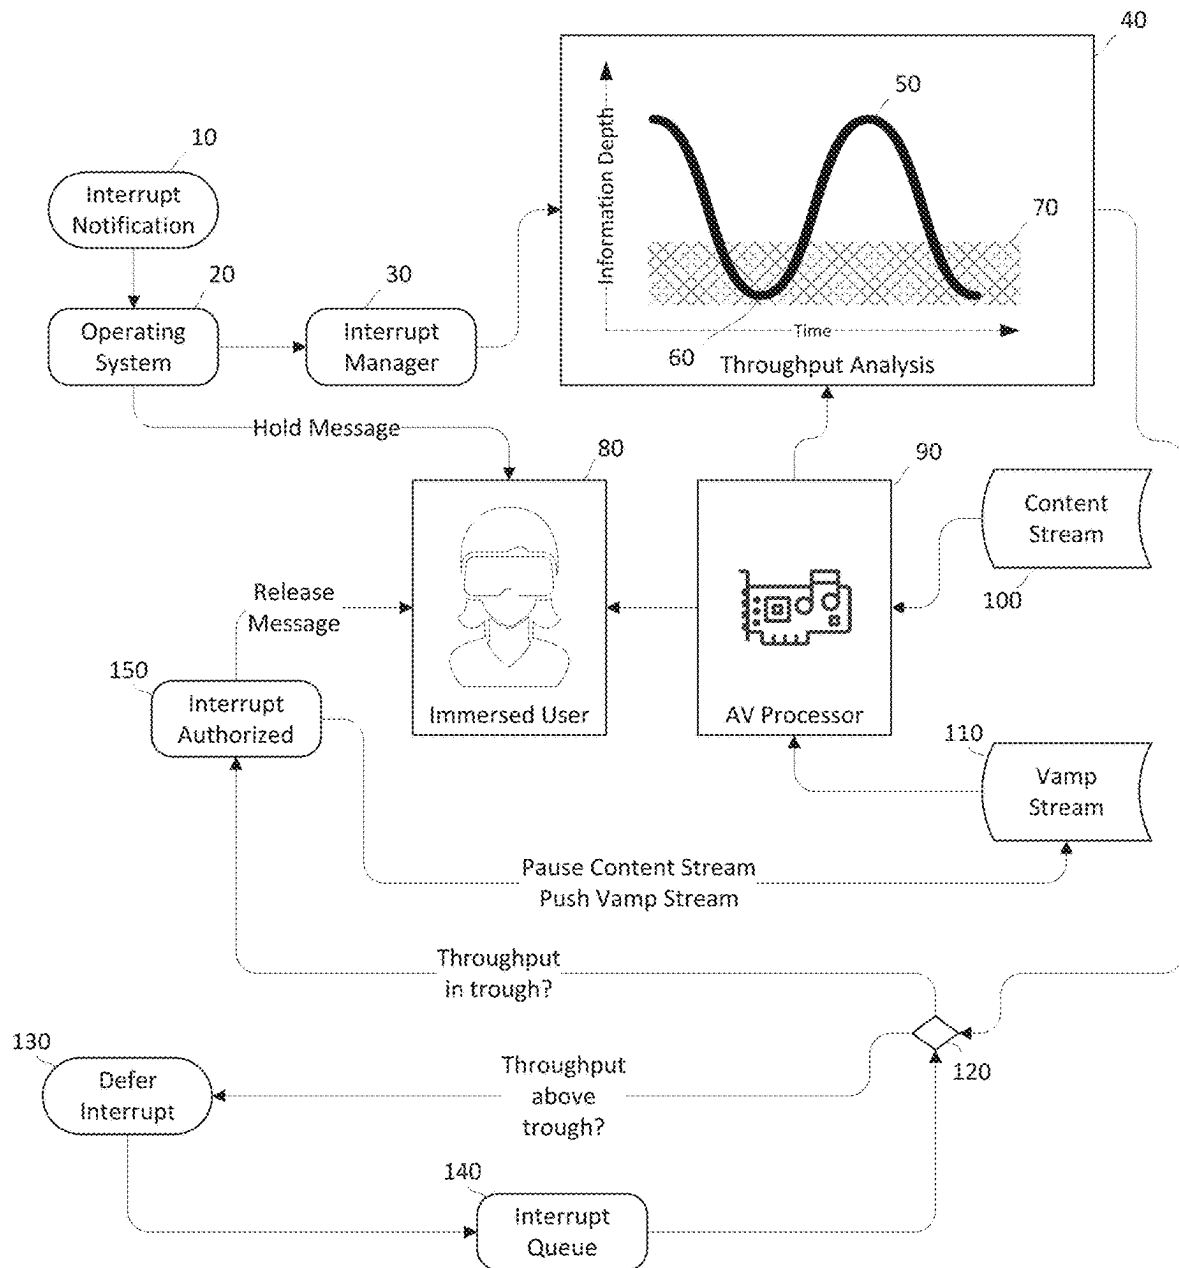 40
50
10
Interrupt
Notification
Information Depth
70
20
30
Operating
System
Interrupt
Manager
Time
60
Throughput Analysis
Hold Message
80
90
Content
Stream
100
Release
Message
150
Interrupt
Authorized
Immersed User
AV Processor
110
Vamp
Stream
Pause Content Stream
Push Vamp Stream
Throughput
in trough?
130
120
Defer
Interrupt
Throughput
above
trough?
140
Interrupt
Queue